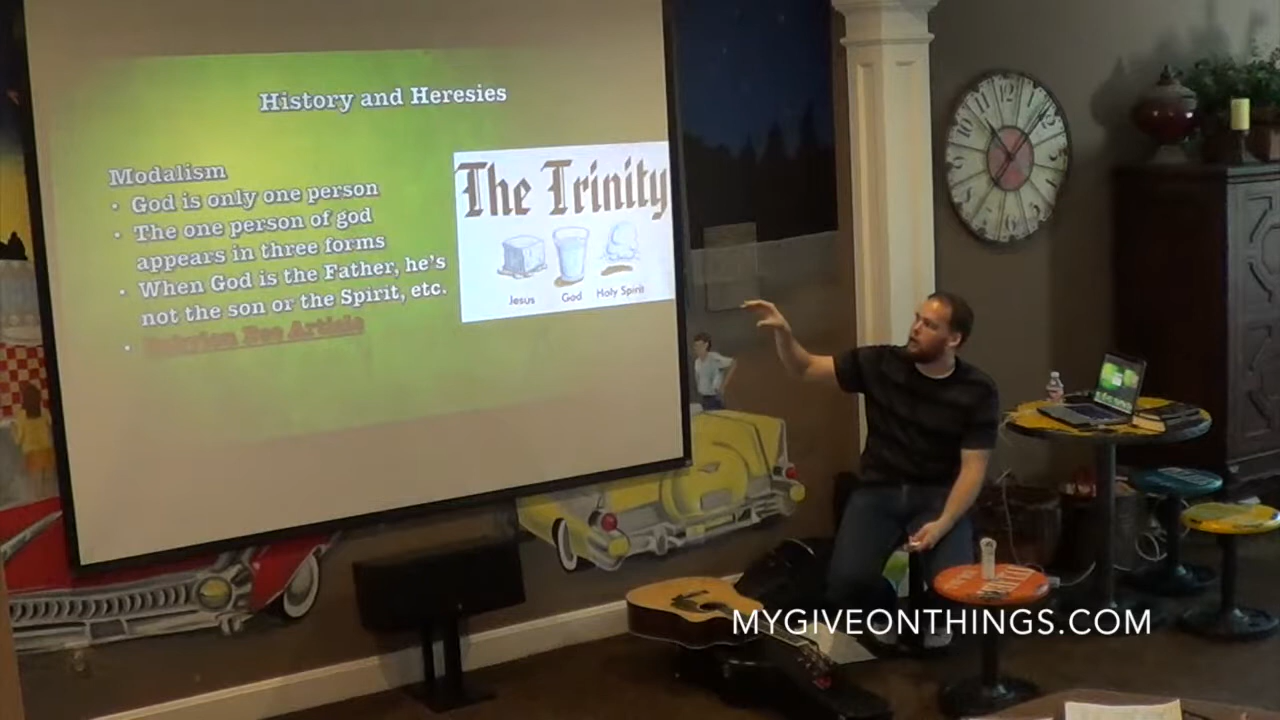 History and Heresies
Modalism
• God is only one person
• The one person of god
appears in three forms
• When God is the Father, he's
not the son or the Spirit, etc.
The Trinity
Jesus God Holy Spirit
12
MYGIVEONTHINGS.COM